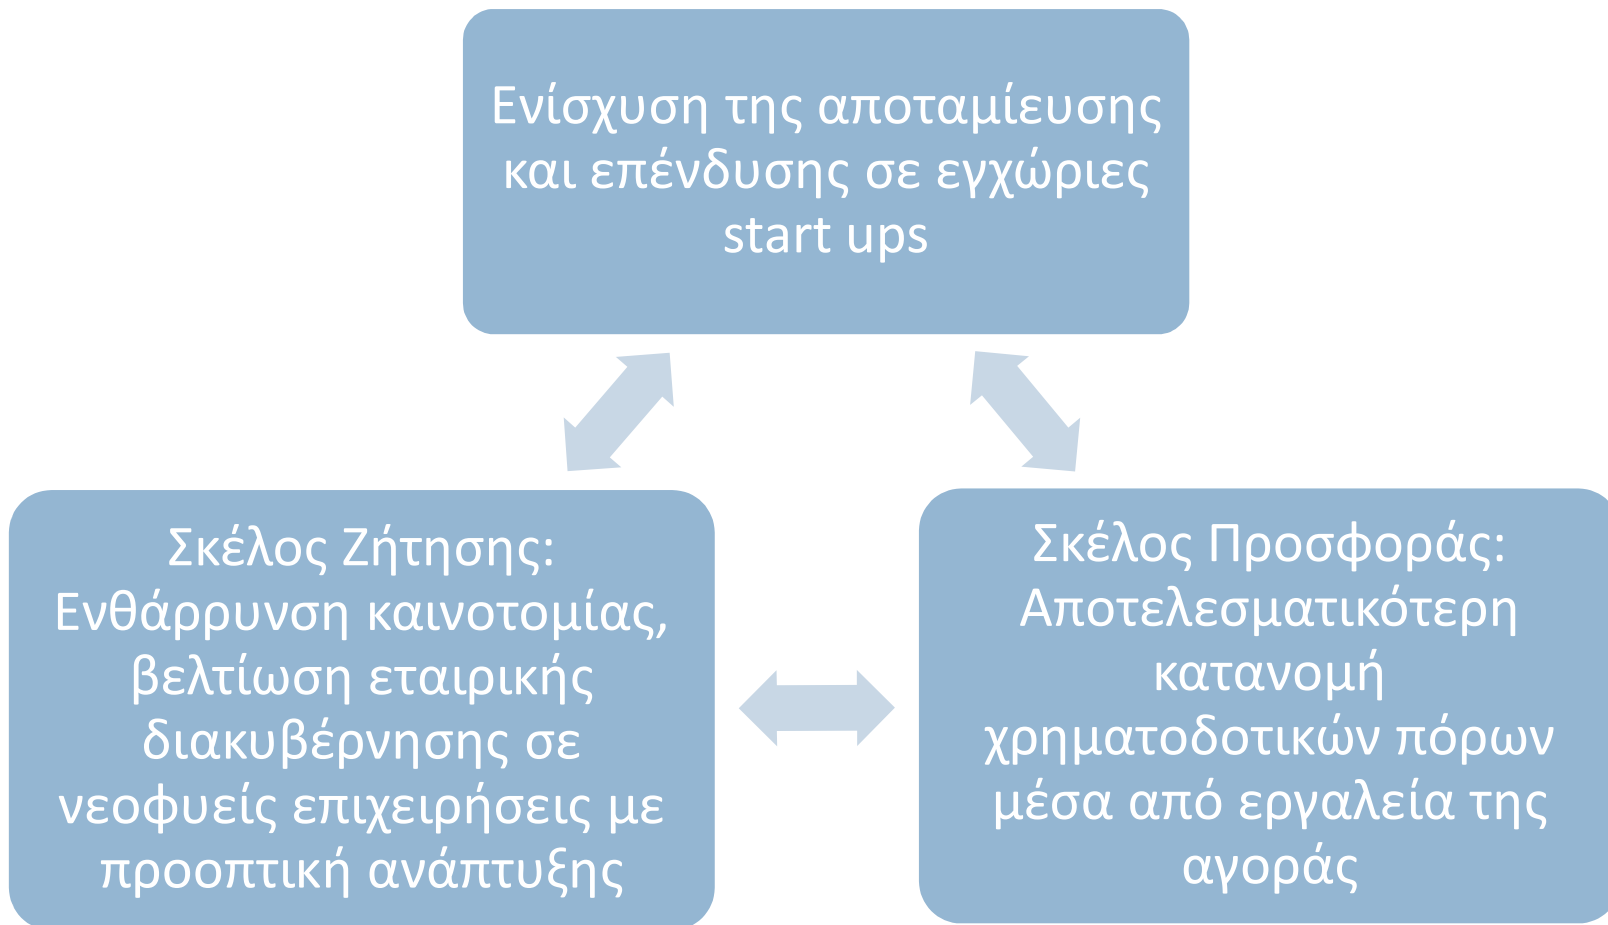 Ενίσχυση της αποταμίευσης
και επένδυσης σε εγχώριες
start ups
Σκέλος Ζήτησης:
Ενθάρρυνση καινοτομίας,
βελτίωση εταιρικής
διακυβέρνησης σε
νεοφυείς επιχειρήσεις με
προοπτική ανάπτυξης
Σκέλος Προσφοράς:
Αποτελεσματικότερη
κατανομή
χρηματοδοτικών πόρων
μέσα από εργαλεία της
αγοράς